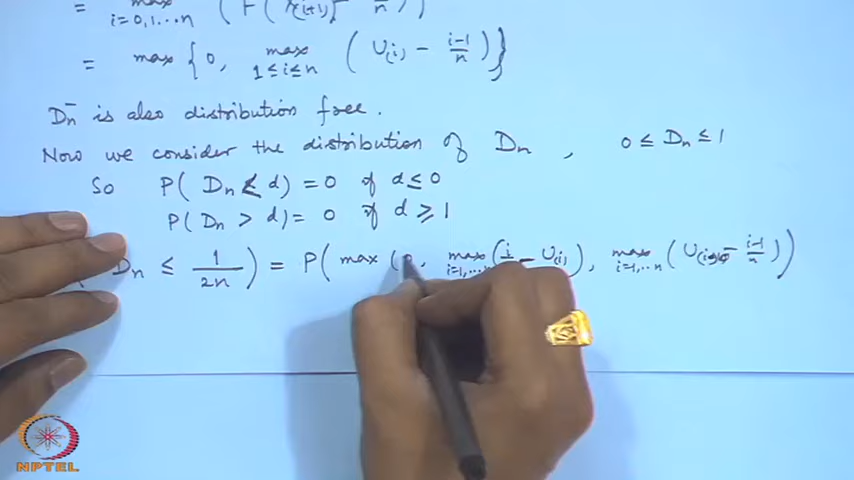 = max i=0,1...n ( F( X(i+1) - n )
= max { 0, max 1≤i≤n ( U(i) - i-1/n ) }
Dn⁻ is also distribution free.
Now we consider the distribution of Dn , 0 ≤ Dn ≤ 1
So P( Dn < d) = 0 if d ≤ 0
P( Dn > d) = 0 if d ≥ 1
Dn ≤ 1/2n ) = P( max ( 0, max i=1,...n ( i - U(i) ) , max i=1,...n ( U(i) - i-1/n ) )
NPTEL